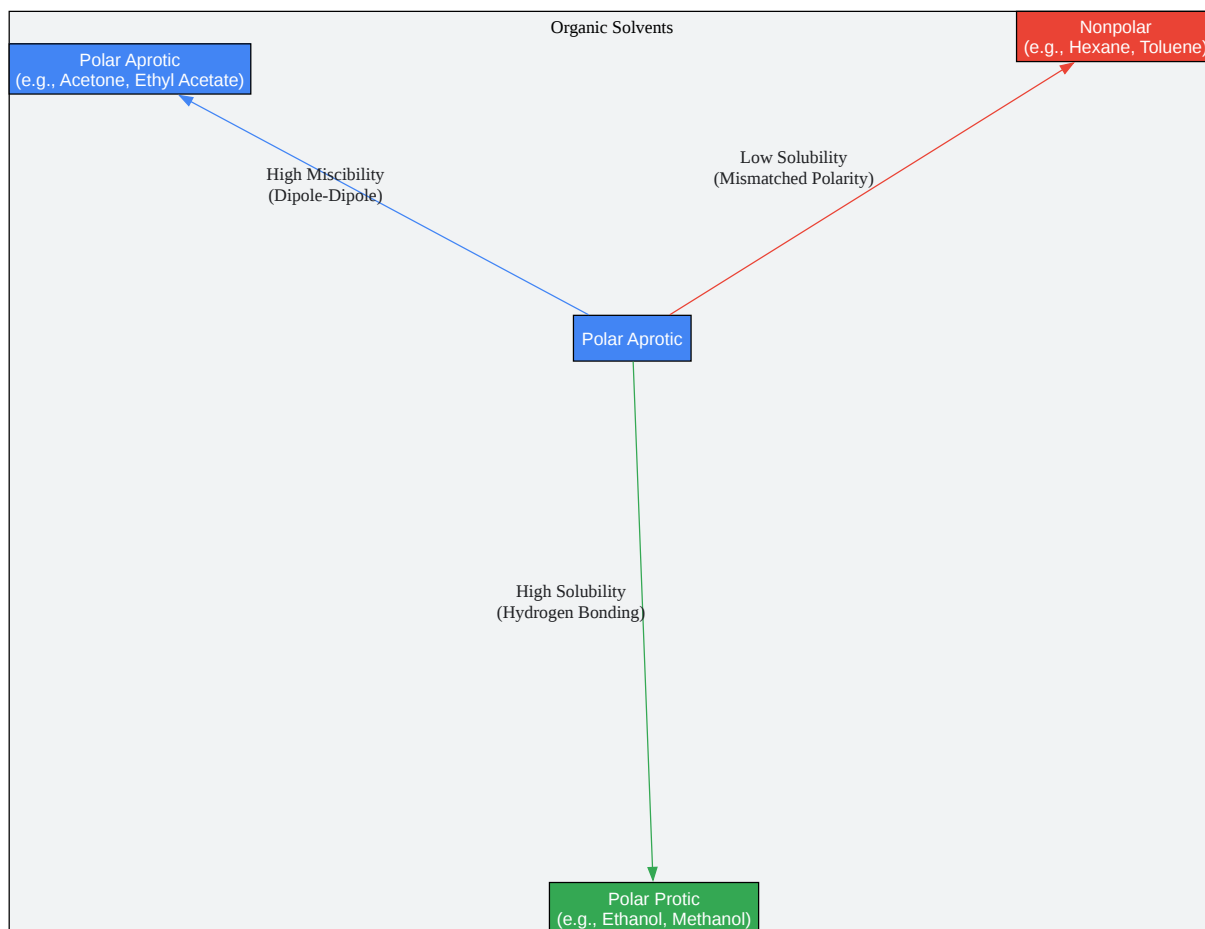 Organic Solvents
Nonpolar
(e.g., Hexane, Toluene)
Polar Aprotic
(e.g., Acetone, Ethyl Acetate)
Low Solubility
(Mismatched Polarity)
High Miscibility
(Dipole-Dipole)
Polar Aprotic
High Solubility
(Hydrogen Bonding)
Polar Protic
(e.g., Ethanol, Methanol)